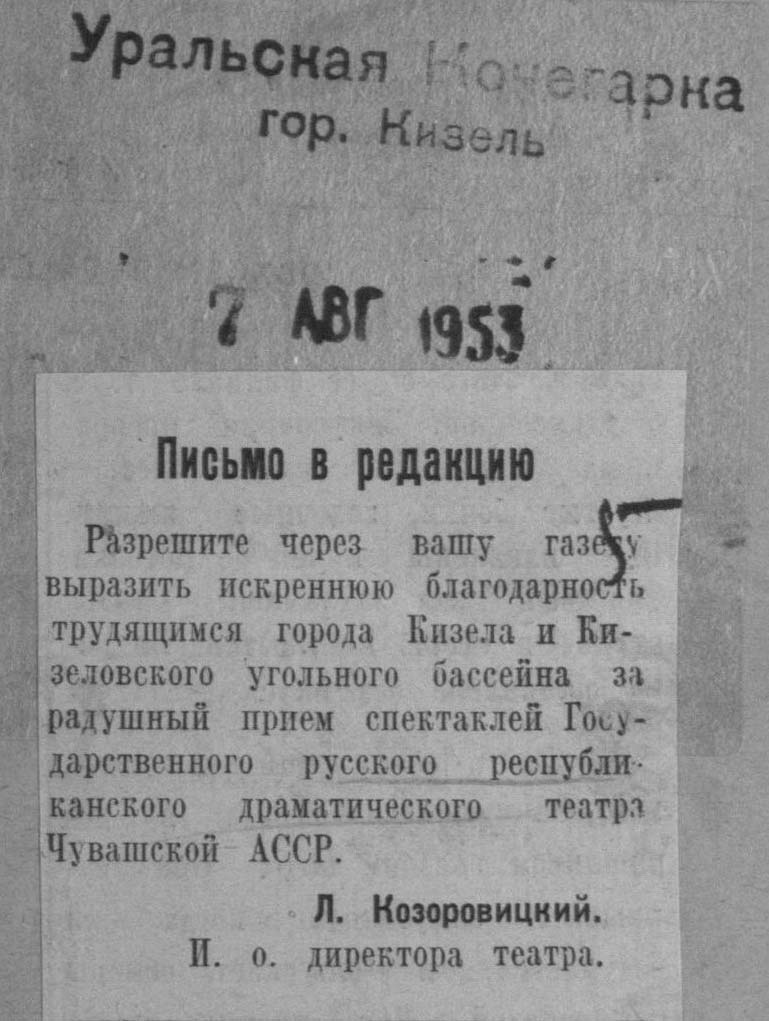 Уральская Кочегарка
гор. Кизель
7 АВГ 1953
Письмо в редакцию
Разрешите через вашу газету
выразить искреннюю благодарность
трудящимся города Кизела и Ки-
зеловского угольного бассейна за
радушный прием спектаклей Госу-
дарственного русского республи-
канского драматического театра
Чувашской АССР.
Л. Козоровицкий.
И. о. директора театра.